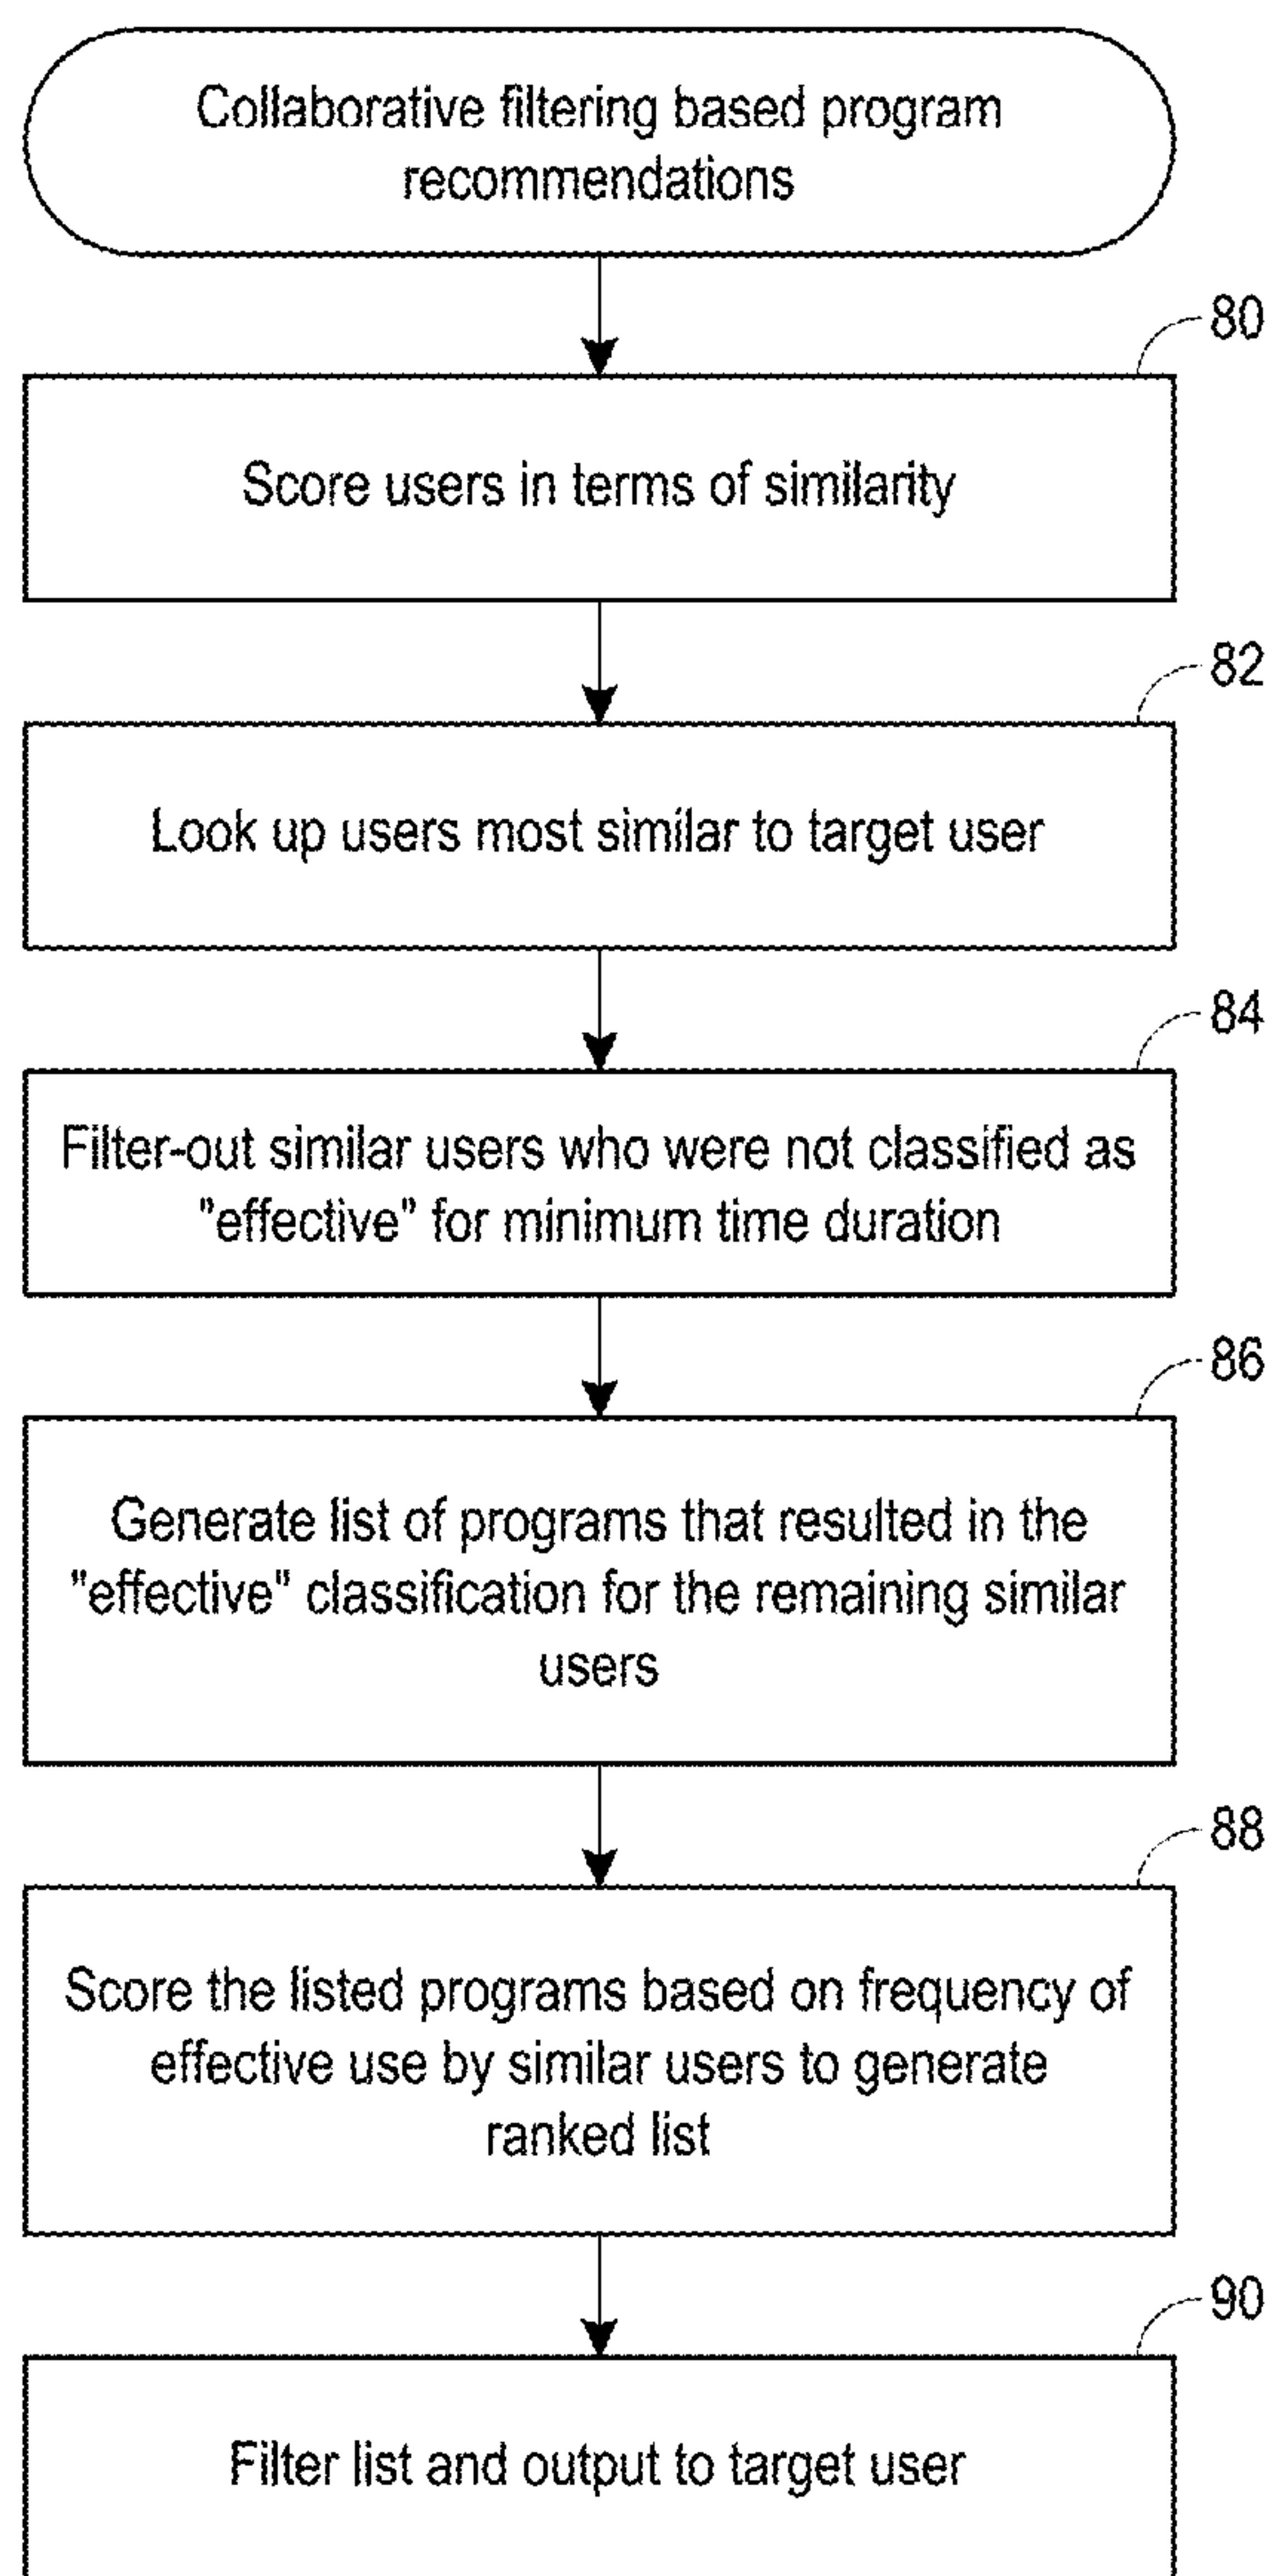 Collaborative filtering based program
recommendations
80
Score users in terms of similarity
82
Look up users most similar to target user
84
Filter-out similar users who were not classified as
"effective" for minimum time duration
86
Generate list of programs that resulted in the
"effective" classification for the remaining similar
users
88
Score the listed programs based on frequency of
effective use by similar users to generate
ranked list
90
Filter list and output to target user